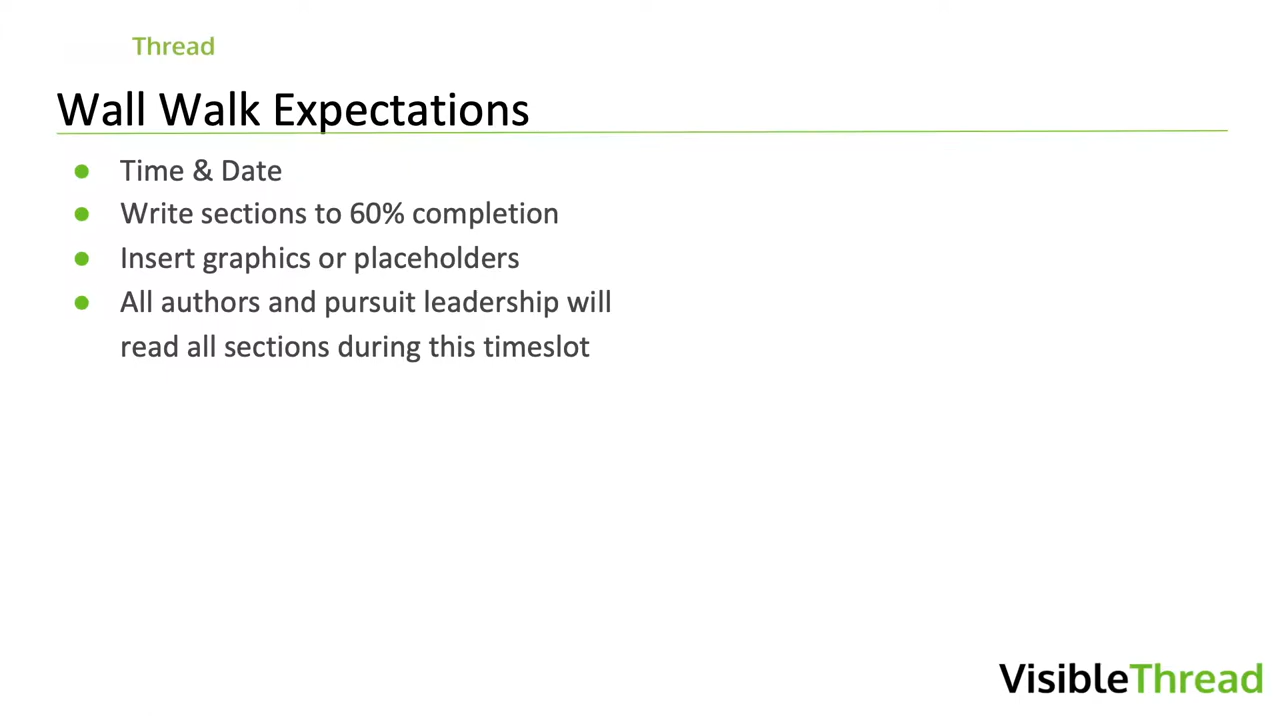 Thread
Wall Walk Expectations
● Time & Date
● Write sections to 60% completion
● Insert graphics or placeholders
● All authors and pursuit leadership will
read all sections during this timeslot
VisibleThread